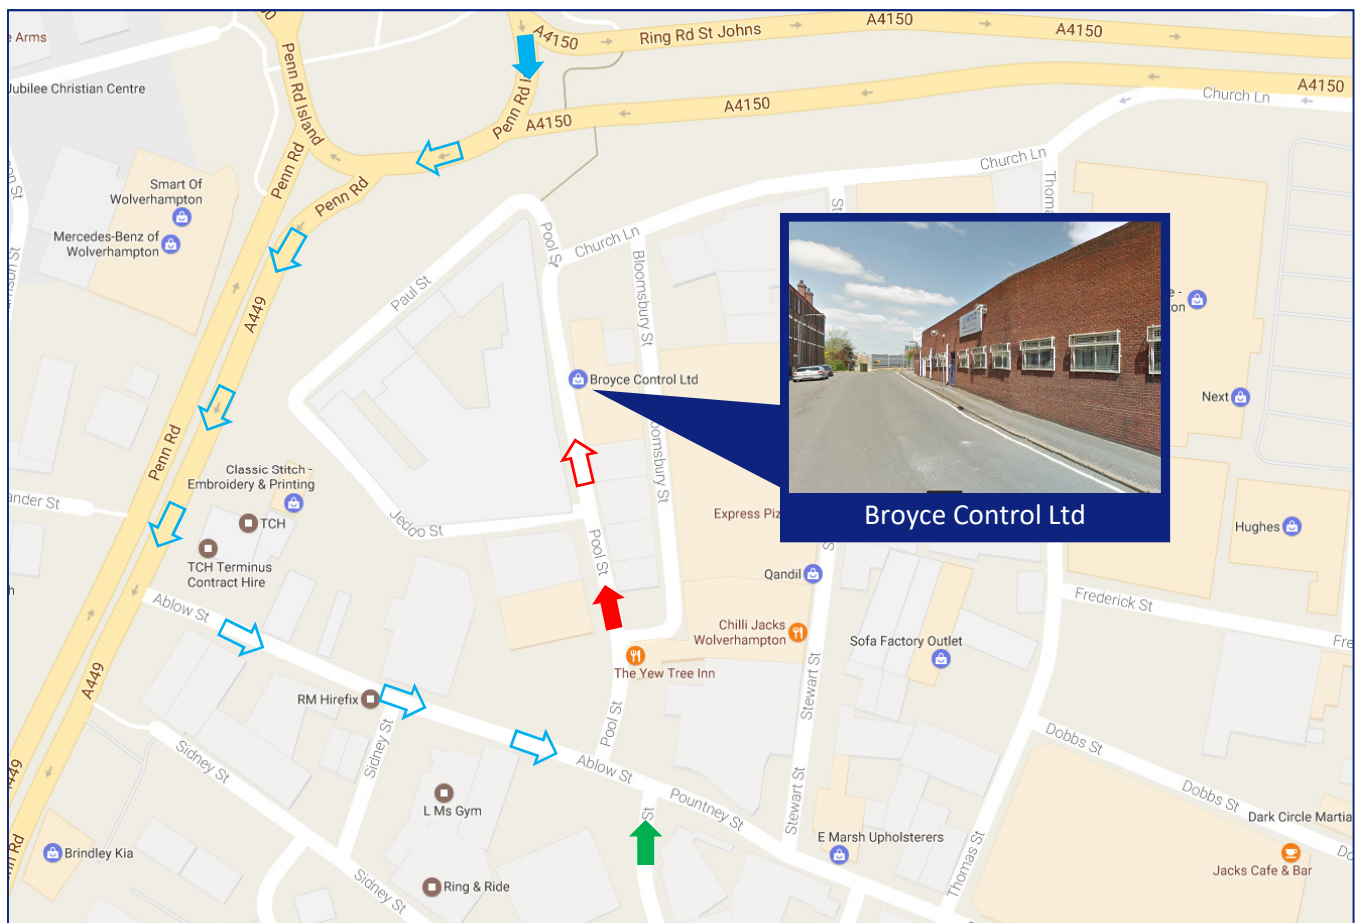 A4150
Ring Rd St Johns
A4150
A4150
Church Ln
Arms
Jubilee Christian Centre
Penn Rd Island
Penn Rd
A4150
A4150
Church Ln
Smart Of
Wolverhampton
Mercedes-Benz of
Wolverhampton
Penn Rd
Penn Rd
Pool S
Church Ln
Bloomsbury St
Paul St
A449
Broyce Control Ltd
Next
Penn Rd
Classic Stitch -
Embroidery & Printing
TCH
TCH Terminus
Contract Hire
Jeddo St
Pool St
Express
Broyce Control Ltd
Hughes
Qandil
Frederick St
Ablow St
Chilli Jacks
Wolverhampton
Sofa Factory Outlet
The Yew Tree Inn
A449
RM Hirefix
Sidney St
Sidney St
Pool St
Stewart St
Stewart St
Ablow St
Pountney St
St
Dobbs St
Dobbs St
L Ms Gym
E Marsh Upholsterers
Thomas St
Dark Circle
Jacks Cafe & Bar
Brindley Kia
Ring & Ride
Sidney St